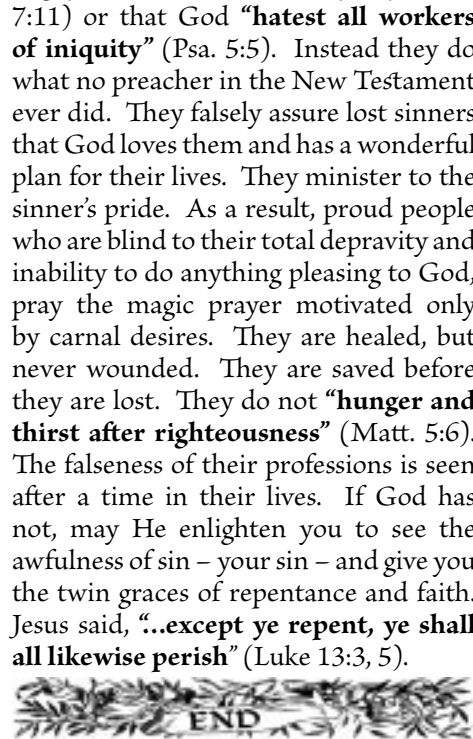 7:11) or that God “hatest all workers
of iniquity” (Psa. 5:5).  Instead they do
what no preacher in the New Testament
ever did.  They falsely assure lost sinners
that God loves them and has a wonderful
plan for their lives.  They minister to the
sinner’s pride.  As a result, proud people
who are blind to their total depravity and
inability to do anything pleasing to God,
pray the magic prayer motivated only
by carnal desires.  They are healed, but
never wounded.  They are saved before
they are lost.  They do not “hunger and
thirst after righteousness” (Matt. 5:6).
The falseness of their professions is seen
after a time in their lives.  If God has
not, may He enlighten you to see the
awfulness of sin – your sin – and give you
the twin graces of repentance and faith.
Jesus said, “...except ye repent, ye shall
all likewise perish” (Luke 13:3, 5).
END